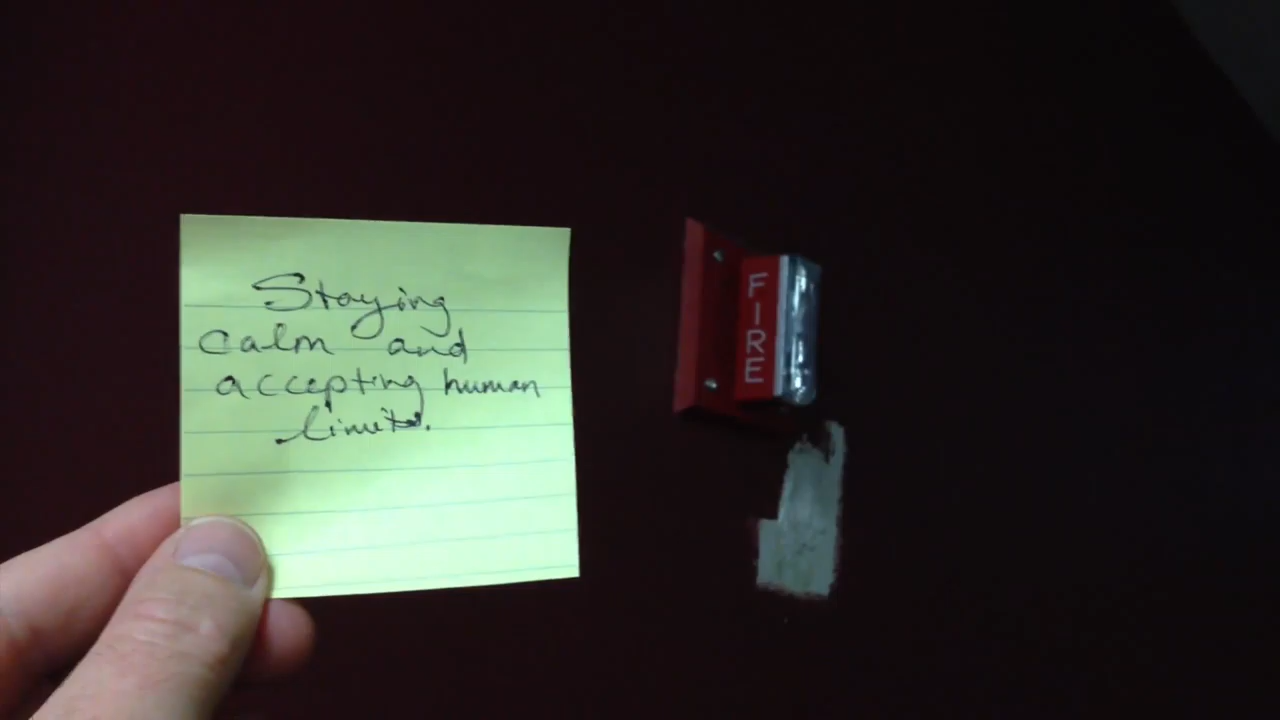 Staying
calm and
accepting human
limits.
FIRE